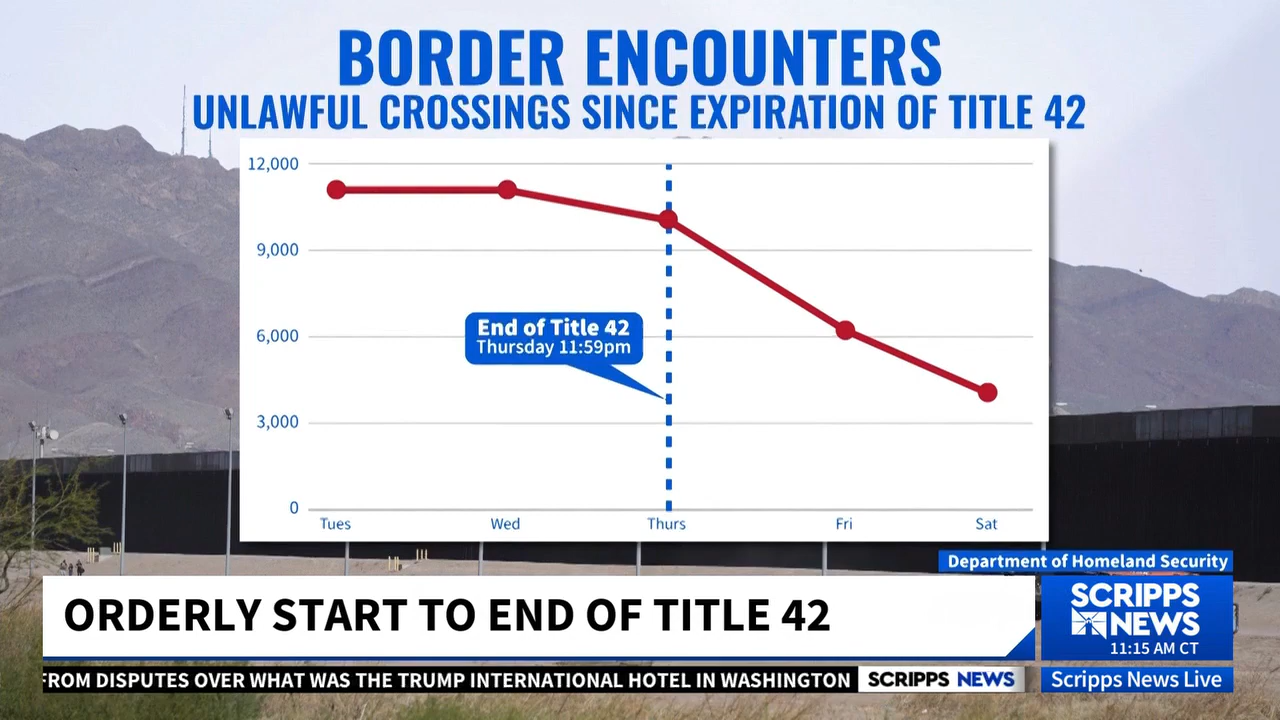 BORDER ENCOUNTERS
UNLAWFUL CROSSINGS SINCE EXPIRATION OF TITLE 42
12,000
9,000
6,000
3,000
0
End of Title 42
Thursday 11:59pm
Tues
Wed
Thurs
Fri
Sat
Department of Homeland Security
ORDERLY START TO END OF TITLE 42
SCRIPPS
NEWS
11:15 AM CT
ROM DISPUTES OVER WHAT WAS THE TRUMP INTERNATIONAL HOTEL IN WASHINGTON
SCRIPPS NEWS
Scripps News Live